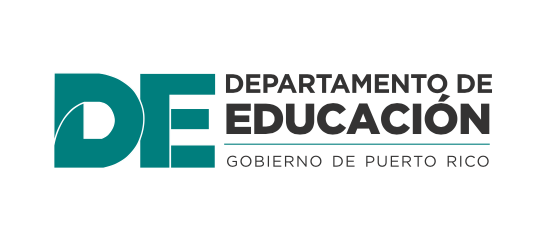 DE
DEPARTAMENTO DE
EDUCACIÓN
GOBIERNO DE PUERTO RICO